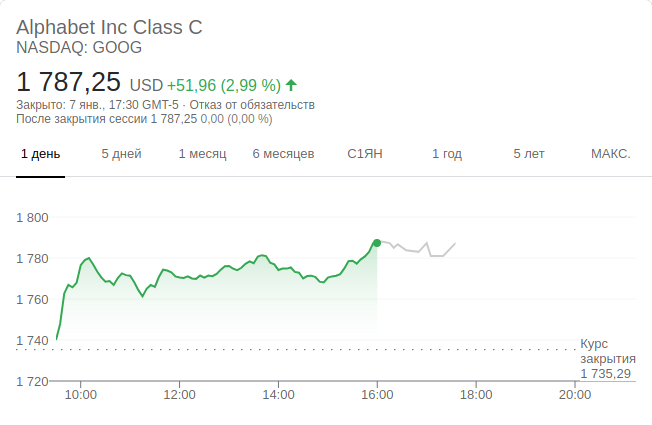 Alphabet Inc Class C
NASDAQ: GOOG
1 787,25 USD +51,96 (2,99 %)
Закрыто: 7 янв., 17:30 GMT-5 · Отказ от обязательств
После закрытия сессии 1 787,25 0,00 (0,00 %)
1 день 5 дней 1 месяц 6 месяцев С1ЯН 1 год 5 лет МАКС.
1 800
1 780
1 760
1 740
Курс
закрытия
1 735,29
1 720
10:00 12:00 14:00 16:00 18:00 20:00